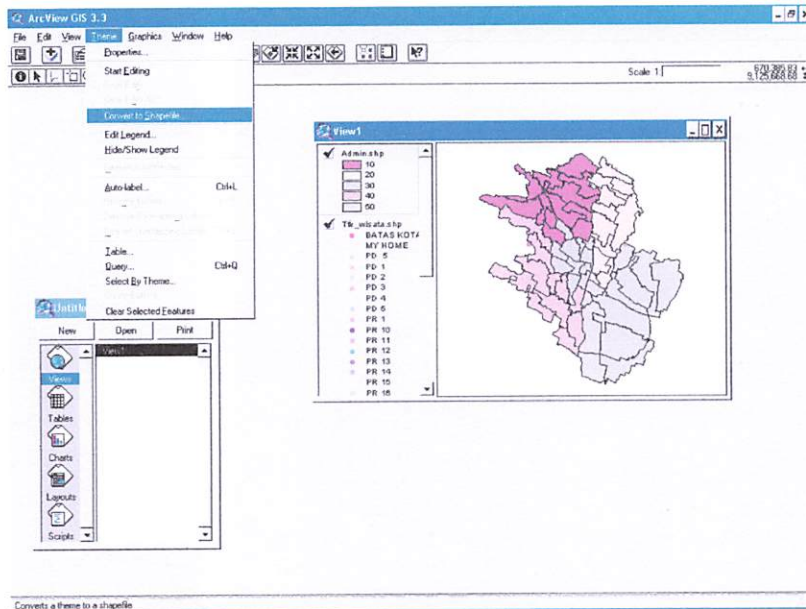 ArcView GIS 3.3
File Edit View Theme Graphics Window Help
Properties...
Start Editing
Convert to Shapefile...
Edit Legend...
Hide/Show Legend
Auto-label... Ctrl+L
Table...
Query... Ctrl+Q
Select By Theme...
Clear Selected Features
Scale 1:
670,385.83
9,125,668.68
View1
Admin.shp
10
20
30
40
50
BATAS KOTA
MY HOME
PD 5
PD 1
PD 2
PD 3
PD 4
PD 6
PR 1
PR 10
PR 11
PR 12
PR 13
PR 14
PR 15
PR 16
Untitle
New Open Print
View1
Views
Tables
Charts
Layouts
Scripts
Converts a theme to a shapefile